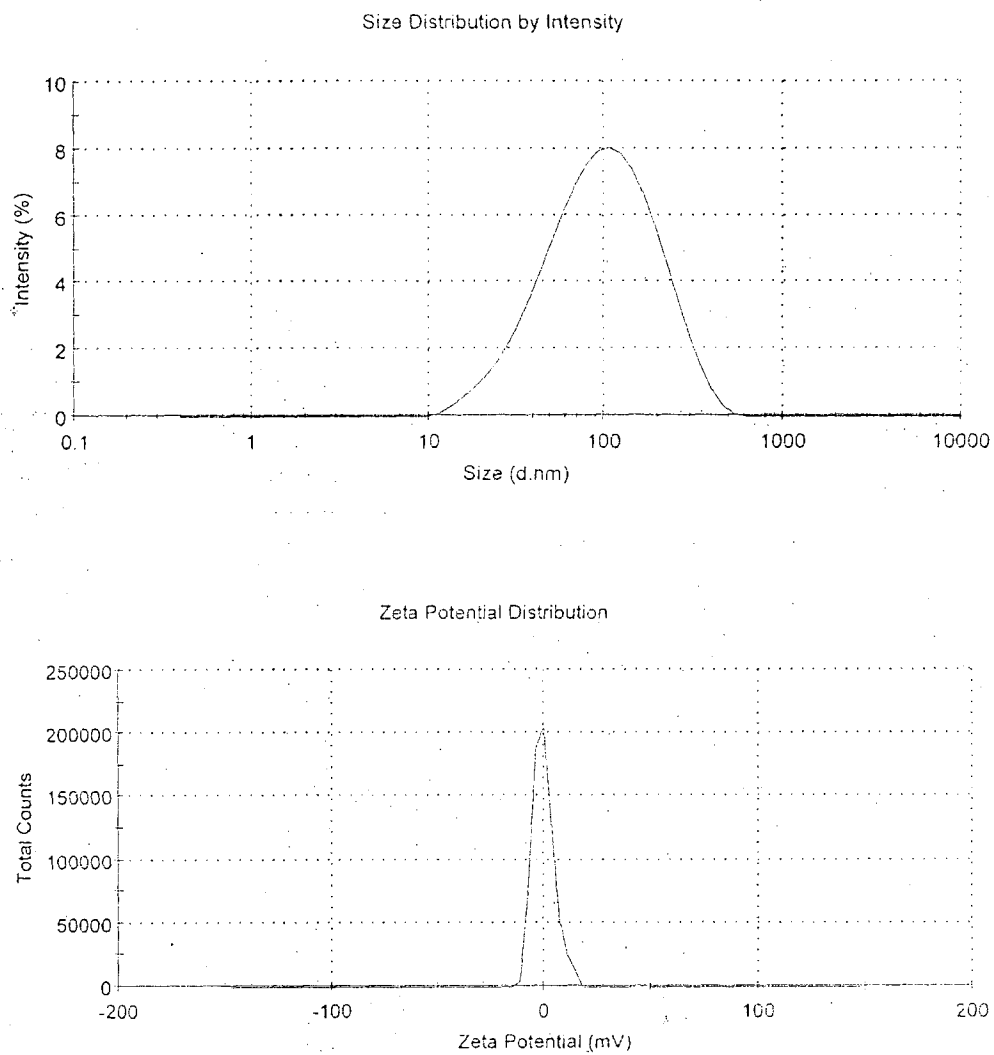 Size Distribution by Intensity
10
8
6
4
2
0
Intensity (%)
0.1 1 10 100 1000 10000
Size (d.nm)
Zeta Potential Distribution
250000
200000
150000
100000
50000
0
Total Counts
-200 -100 0 100 200
Zeta Potential (mV)